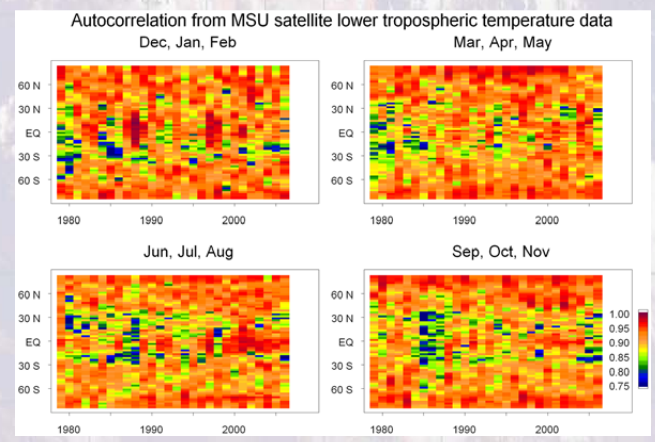 Autocorrelation from MSU satellite lower tropospheric temperature data
Dec, Jan, Feb
Mar, Apr, May
60 N
30 N
EQ
30 S
60 S
1980 1990 2000
60 N
30 N
EQ
30 S
60 S
1980 1990 2000
Jun, Jul, Aug
Sep, Oct, Nov
60 N
30 N
EQ
30 S
60 S
1980 1990 2000
60 N
30 N
EQ
30 S
60 S
1980 1990 2000
1.00
0.95
0.90
0.85
0.80
0.75